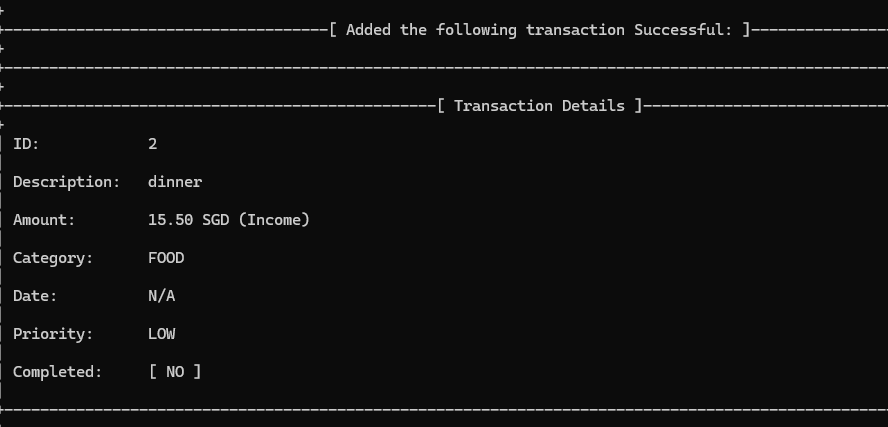 [ Added the following transaction Successful: ]
[ Transaction Details ]
ID: 2
Description: dinner
Amount: 15.50 SGD (Income)
Category: FOOD
Date: N/A
Priority: LOW
Completed: [ NO ]